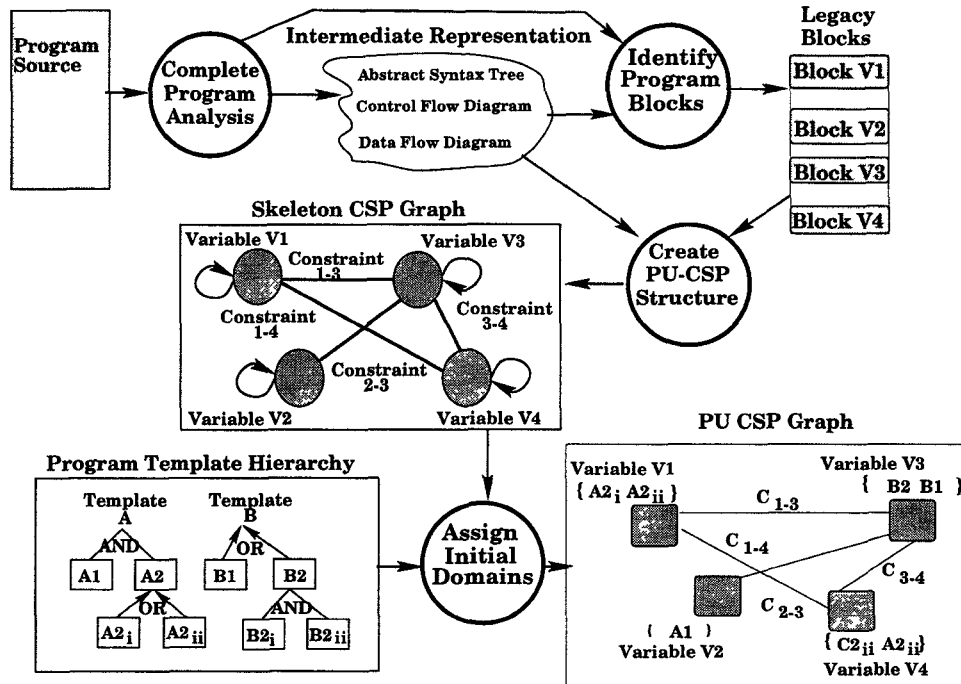 Program
Source
Complete
Program
Analysis
Intermediate Representation
Abstract Syntax Tree
Control Flow Diagram
Data Flow Diagram
Identify
Program
Blocks
Legacy
Blocks
Block V1
Block V2
Block V3
Block V4
Create
PU-CSP
Structure
Skeleton CSP Graph
Variable V1
Variable V3
Constraint
1-3
Constraint
1-4
Constraint
3-4
Constraint
2-3
Variable V2
Variable V4
Program Template Hierarchy
Template
A
AND
A1
A2
OR
A2i
A2ii
Template
B
OR
B1
B2
AND
B2i
B2ii
Assign
Initial
Domains
PU CSP Graph
Variable V1
{ A2i A2ii }
Variable V3
{ B2 B1 }
C1-3
C1-4
C3-4
C2-3
{ A1 }
Variable V2
{ C2ii A2ii }
Variable V4